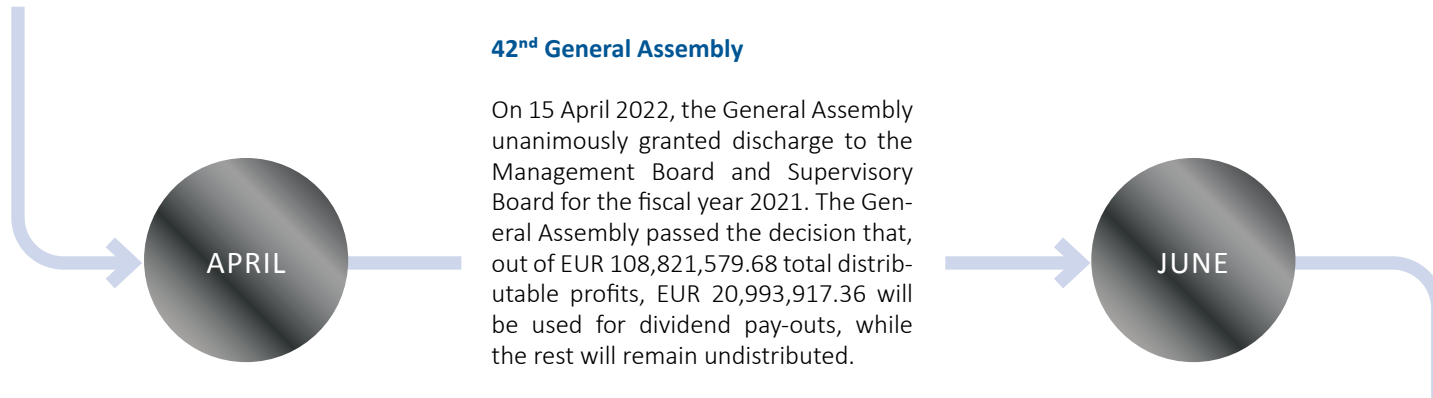 42nd General Assembly
On 15 April 2022, the General Assembly
unanimously granted discharge to the
Management Board and Supervisory
Board for the fiscal year 2021. The Gen-
eral Assembly passed the decision that,
out of EUR 108,821,579.68 total distrib-
utable profits, EUR 20,993,917.36 will
be used for dividend pay-outs, while
the rest will remain undistributed.
APRIL
JUNE